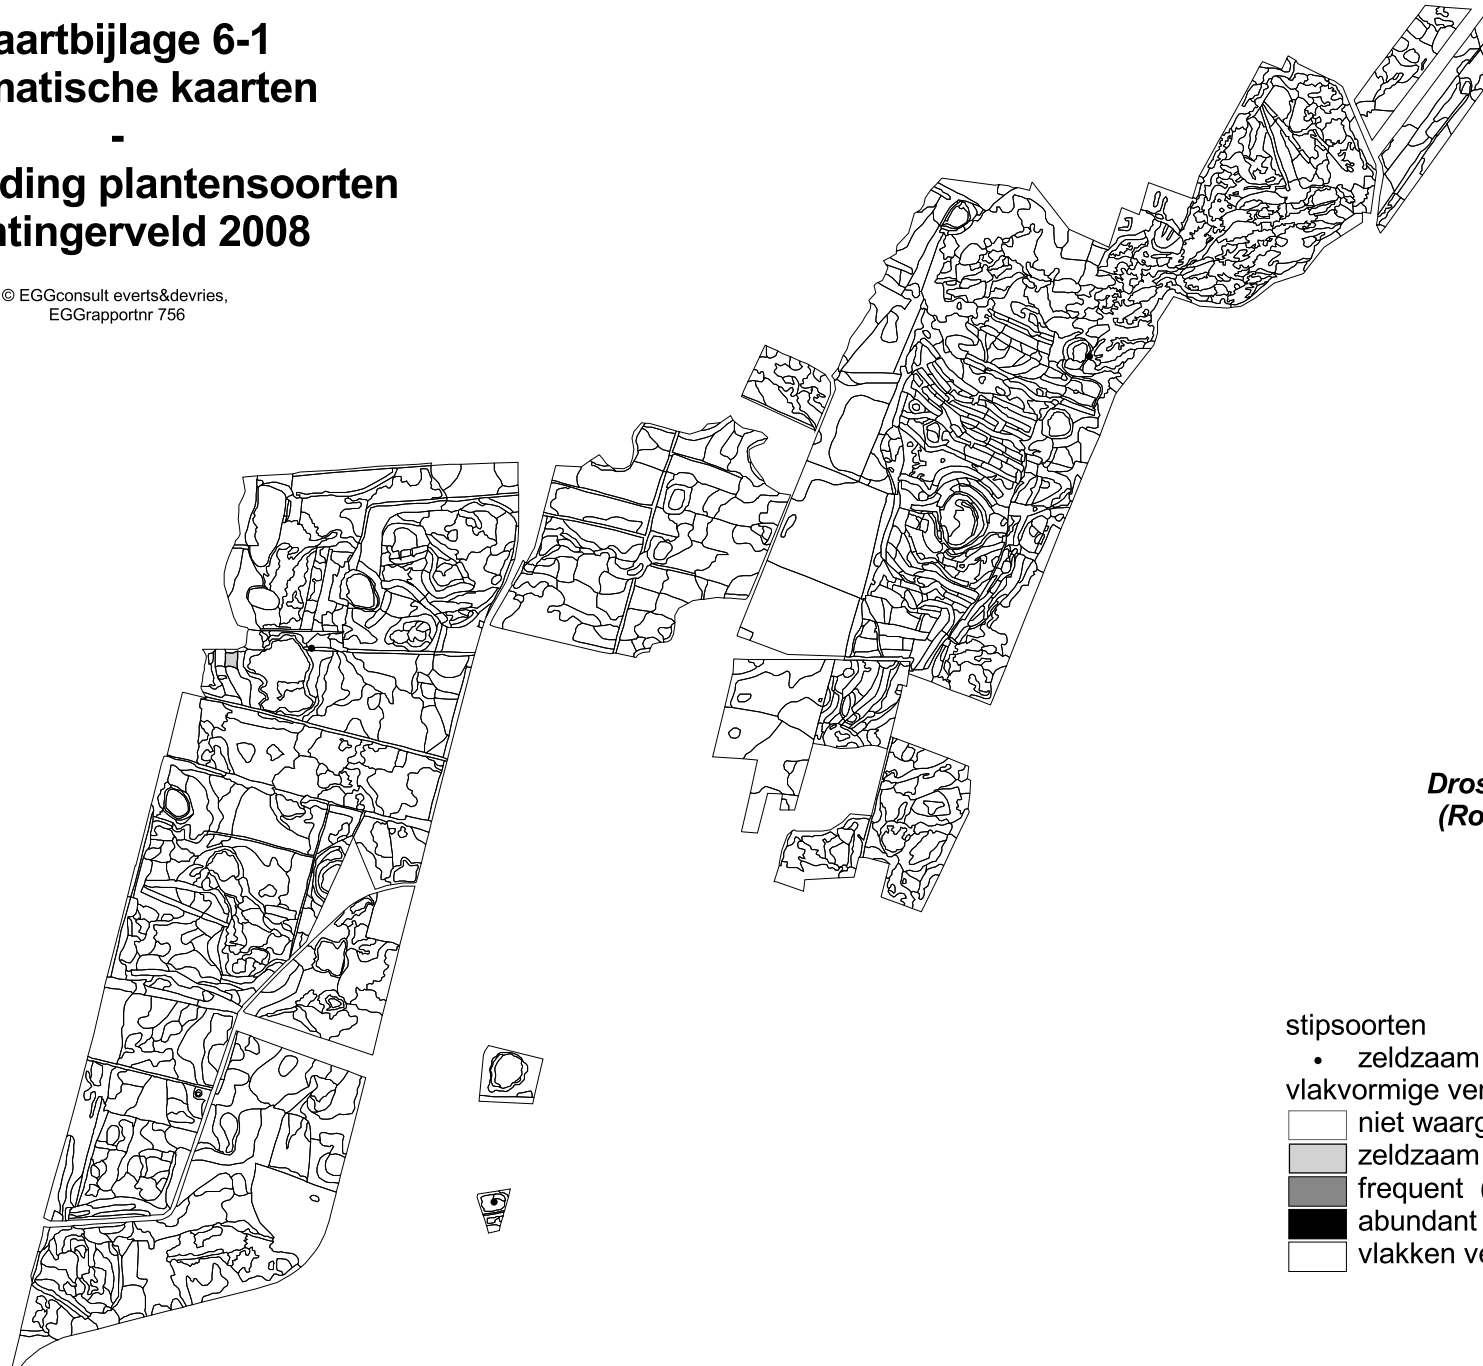 aartbijlage 6-1
matische kaarten
-
ding plantensoorten
tingerveld 2008
© EGGconsult everts&devries,
EGGrapportnr 756
Dros
(Ro
stipsoorten
zeldzaam
vlakvormige ver
niet waarg
zeldzaam
frequent (
abundant
vlakken ve